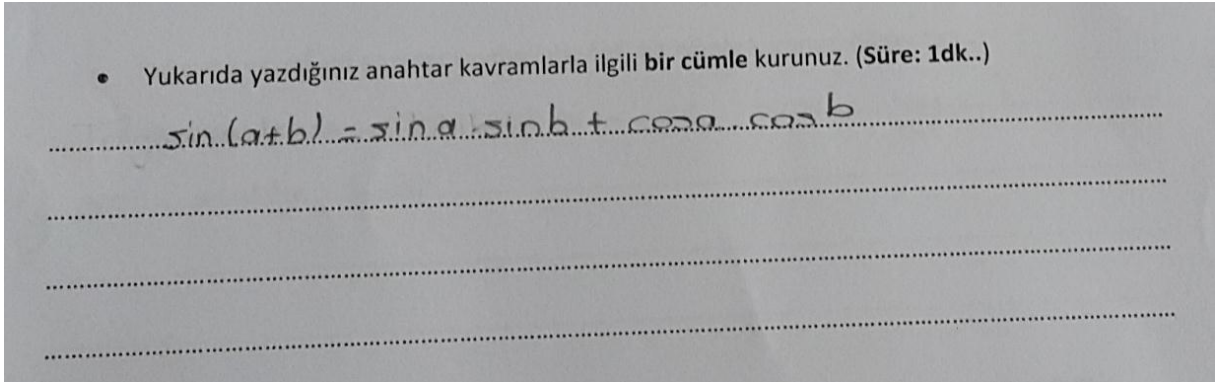 • Yukarıda yazdığınız anahtar kavramlarla ilgili bir cümle kurunuz. (Süre: 1dk..)
sin (a+b) = sin a . sin b + cos a . cos b